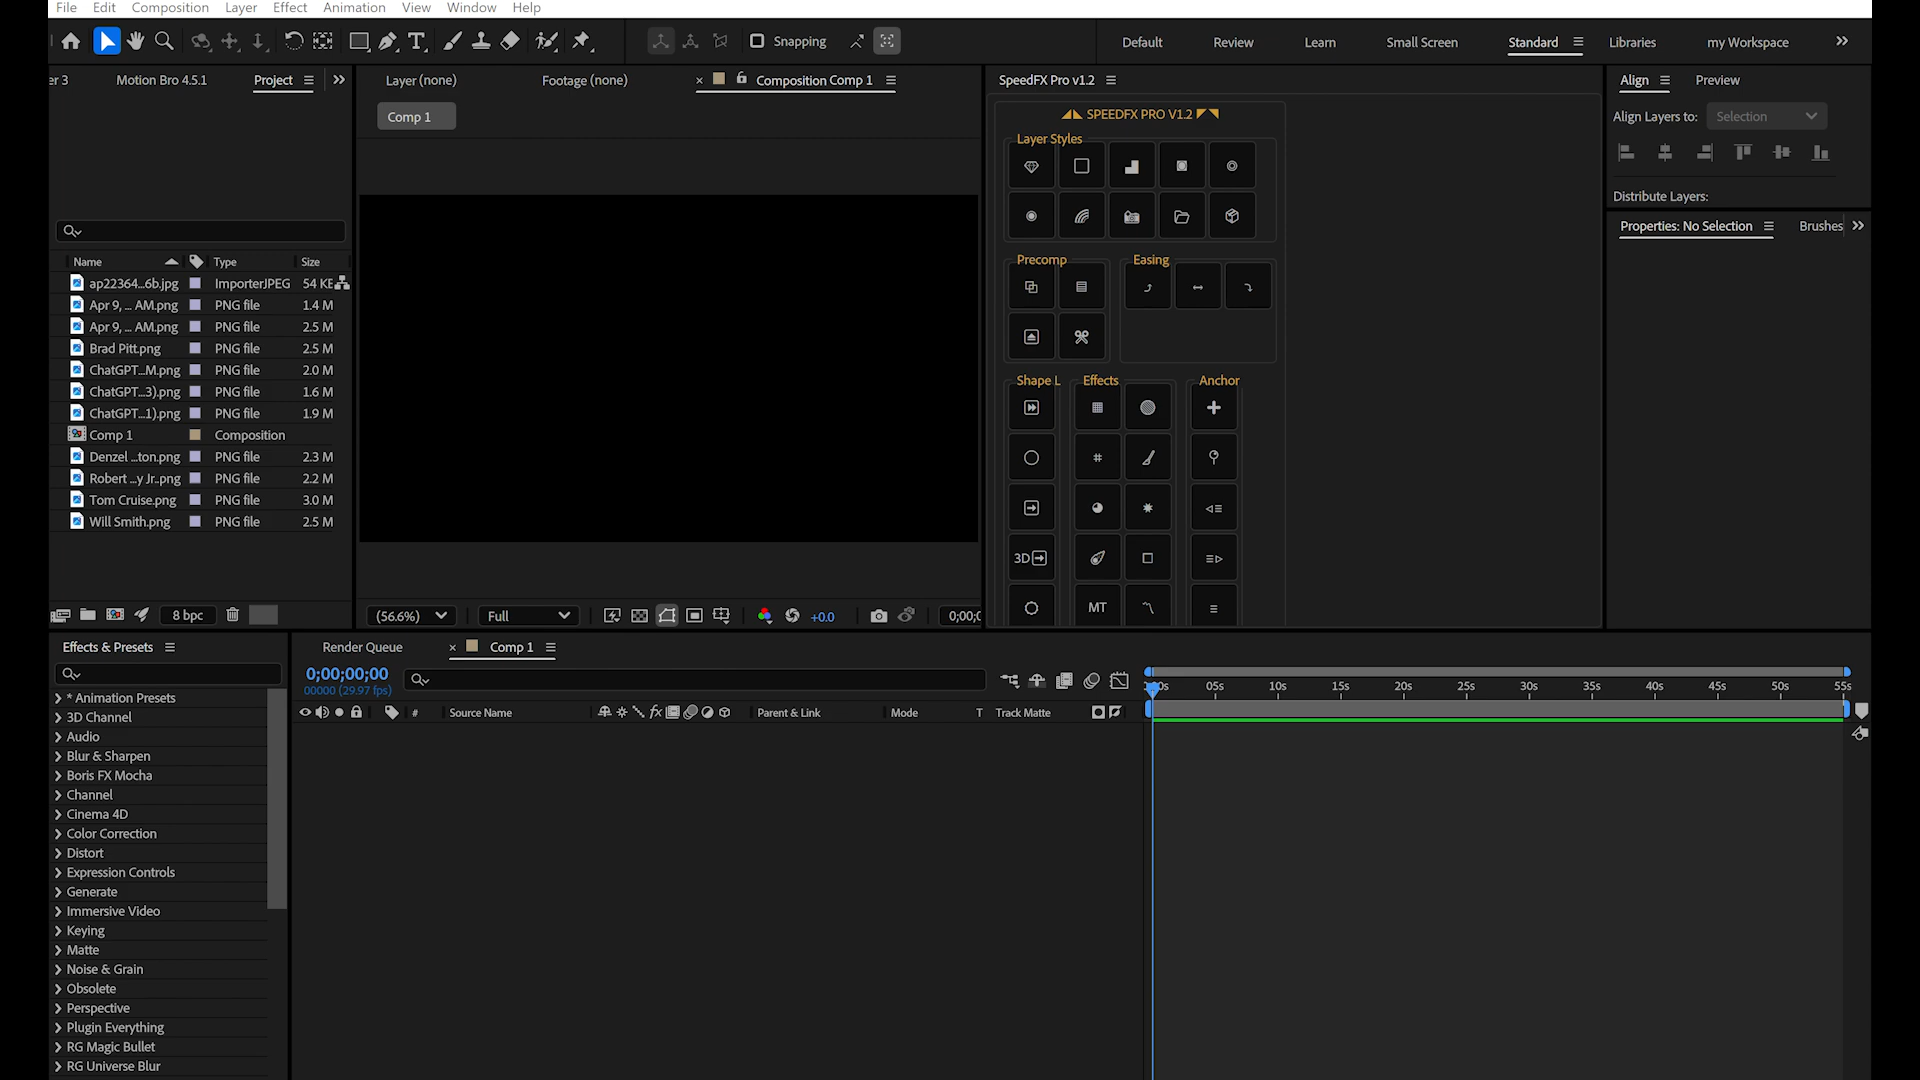 File Edit Composition Layer Effect Animation View Window Help
Snapping
Default Review Learn Small Screen Standard Libraries my Workspace
er 3 Motion Bro 4.5.1 Project
Layer (none) Footage (none) Composition Comp 1
SpeedFX Pro v1.2
Align Preview
Comp 1
SPEEDFX PRO V1.2
Align Layers to: Selection
Layer Styles
Distribute Layers:
Properties: No Selection Brushes
Name Type Size
ap22364...6b.jpg ImporterJPEG 54 KE
Apr 9, ... AM.png PNG file 1.4 M
Apr 9, ... AM.png PNG file 2.5 M
Brad Pitt.png PNG file 2.5 M
ChatGPT...M.png PNG file 2.0 M
ChatGPT...3).png PNG file 1.6 M
ChatGPT...1).png PNG file 1.9 M
Comp 1 Composition
Denzel ...ton.png PNG file 2.3 M
Robert ...y Jr..png PNG file 2.2 M
Tom Cruise.png PNG file 3.0 M
Will Smith.png PNG file 2.5 M
Precomp Easing
Shape L Effects Anchor
3D
MT
8 bpc
(56.6%) Full +0.0 0;00;0
Effects & Presets
Render Queue Comp 1
0;00;00;00
00000 (29.97 fps)
05s 10s 15s 20s 25s 30s 35s 40s 45s 50s 55s
# Source Name fx Parent & Link Mode T Track Matte
* Animation Presets
3D Channel
Audio
Blur & Sharpen
Boris FX Mocha
Channel
Cinema 4D
Color Correction
Distort
Expression Controls
Generate
Immersive Video
Keying
Matte
Noise & Grain
Obsolete
Perspective
Plugin Everything
RG Magic Bullet
RG Universe Blur